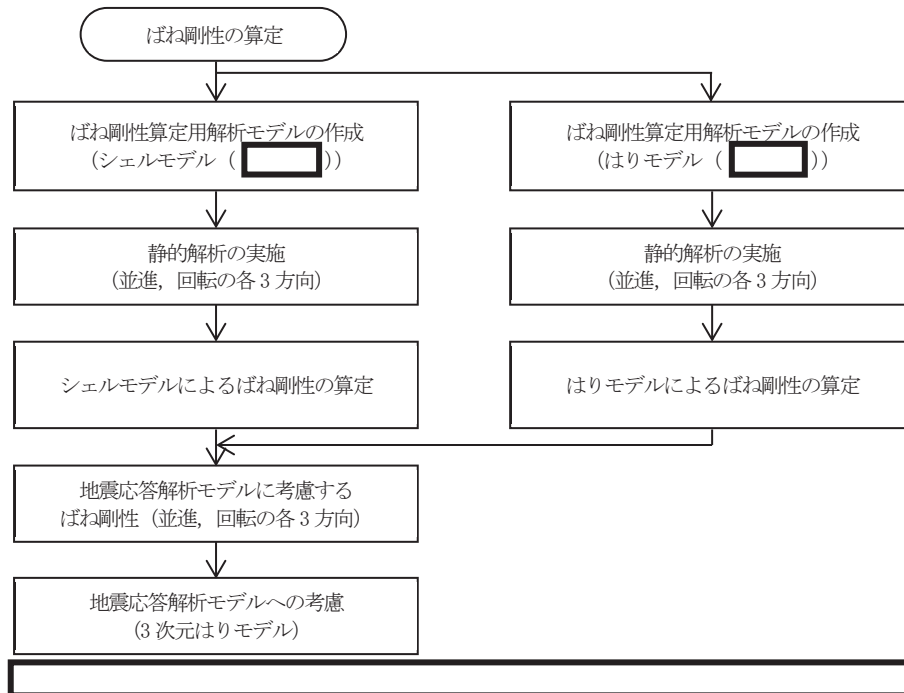 ばね剛性の算定
ばね剛性算定用解析モデルの作成
（シェルモデル（　　　））
静的解析の実施
（並進，回転の各3方向）
シェルモデルによるばね剛性の算定
ばね剛性算定用解析モデルの作成
（はりモデル（　　　））
静的解析の実施
（並進，回転の各3方向）
はりモデルによるばね剛性の算定
地震応答解析モデルに考慮する
ばね剛性（並進，回転の各3方向）
地震応答解析モデルへの考慮
（3次元はりモデル）